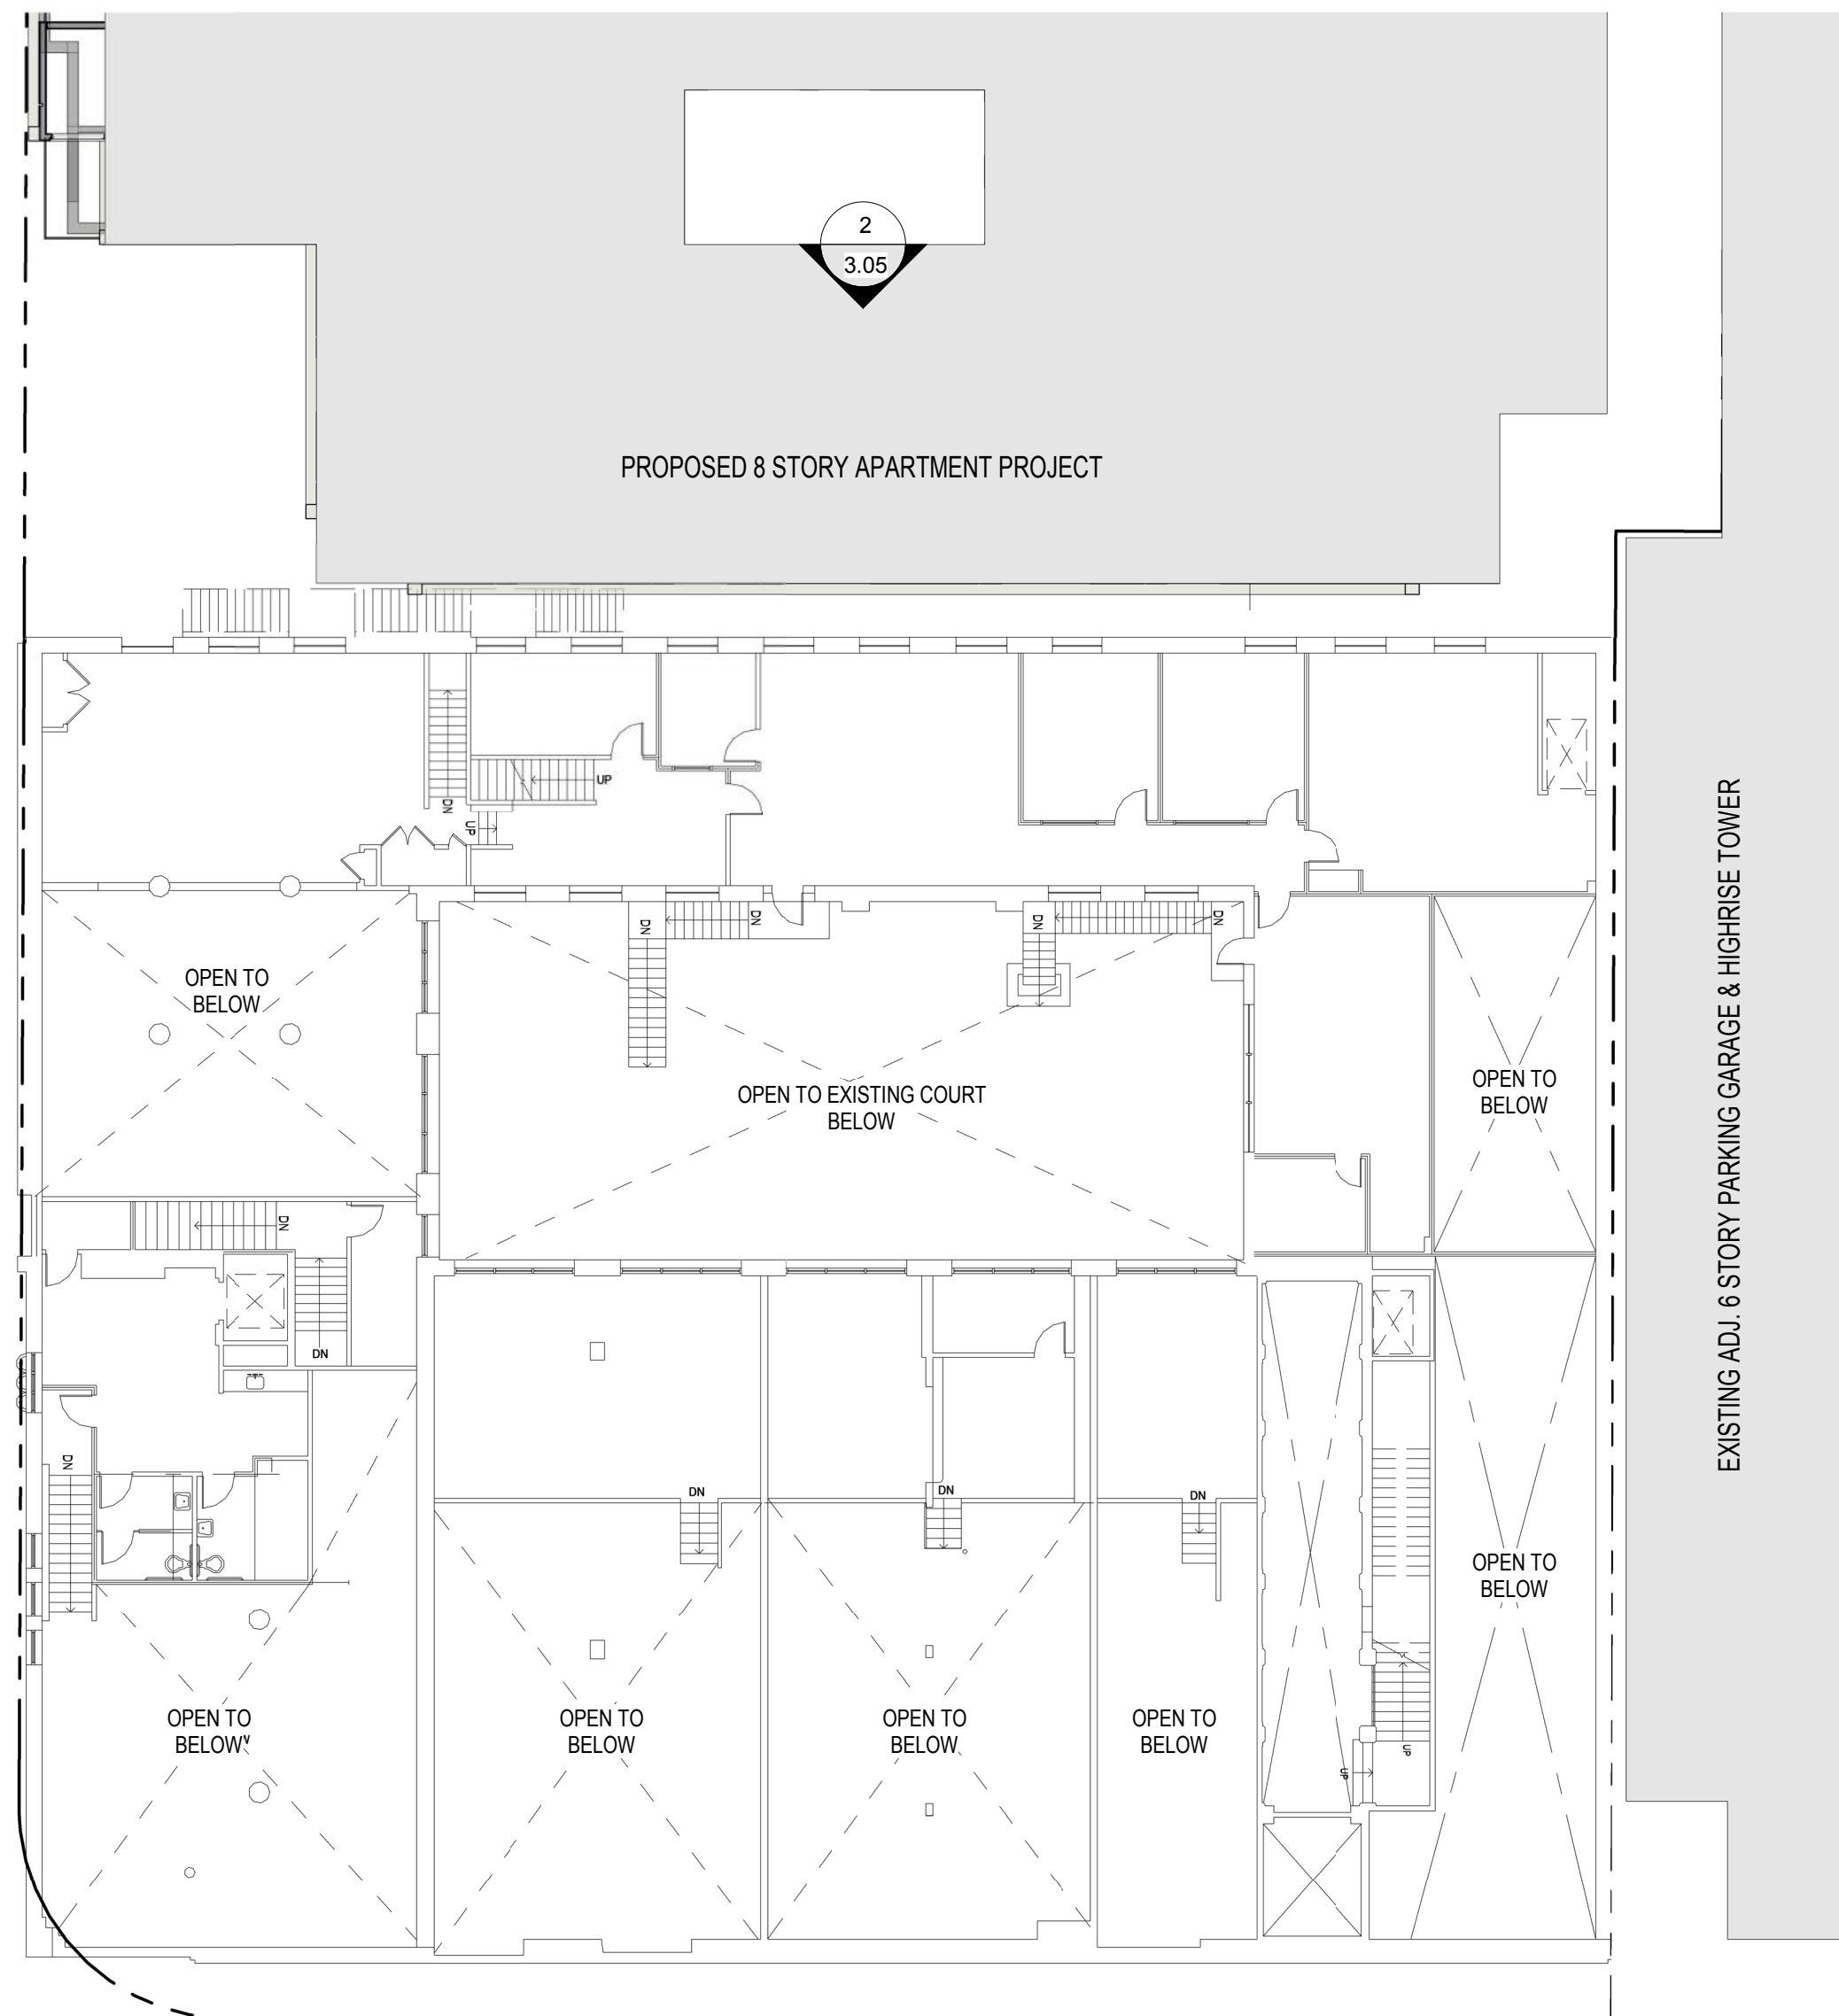 2
3.05
PROPOSED 8 STORY APARTMENT PROJECT
EXISTING ADJ. 6 STORY PARKING GARAGE & HIGHRISE TOWER
UP
DN
UP
DN
DN
DN
DN
OPEN TO
BELOW
OPEN TO EXISTING COURT
BELOW
OPEN TO
BELOW
DN
DN
DN
DN
DN
DN
OPEN TO
BELOW
OPEN TO
BELOW
OPEN TO
BELOW
OPEN TO
BELOW
OPEN TO
BELOW
UP
UP